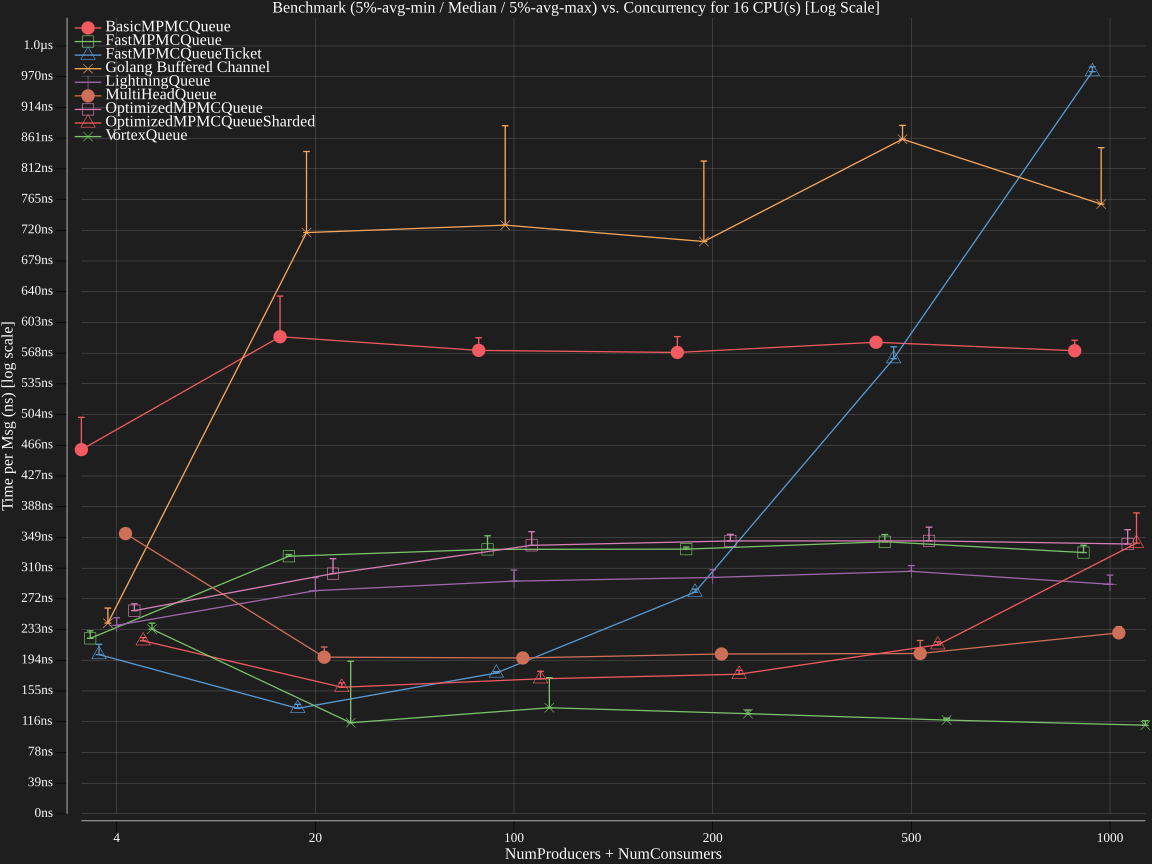 Benchmark (5%-avg-min / Median / 5%-avg-max) vs. Concurrency for 16 CPU(s) [Log Scale]
BasicMPMCQueue
FastMPMCQueue
FastMPMCQueueTicket
Golang Buffered Channel
LightningQueue
MultiHeadQueue
OptimizedMPMCQueue
OptimizedMPMCQueueSharded
VortexQueue
Time per Msg (ns) [log scale]
1.0µs
970ns
914ns
861ns
812ns
765ns
720ns
679ns
640ns
603ns
568ns
535ns
504ns
466ns
427ns
388ns
349ns
310ns
272ns
233ns
194ns
155ns
116ns
78ns
39ns
0ns
4 20 100 200 500 1000
NumProducers + NumConsumers